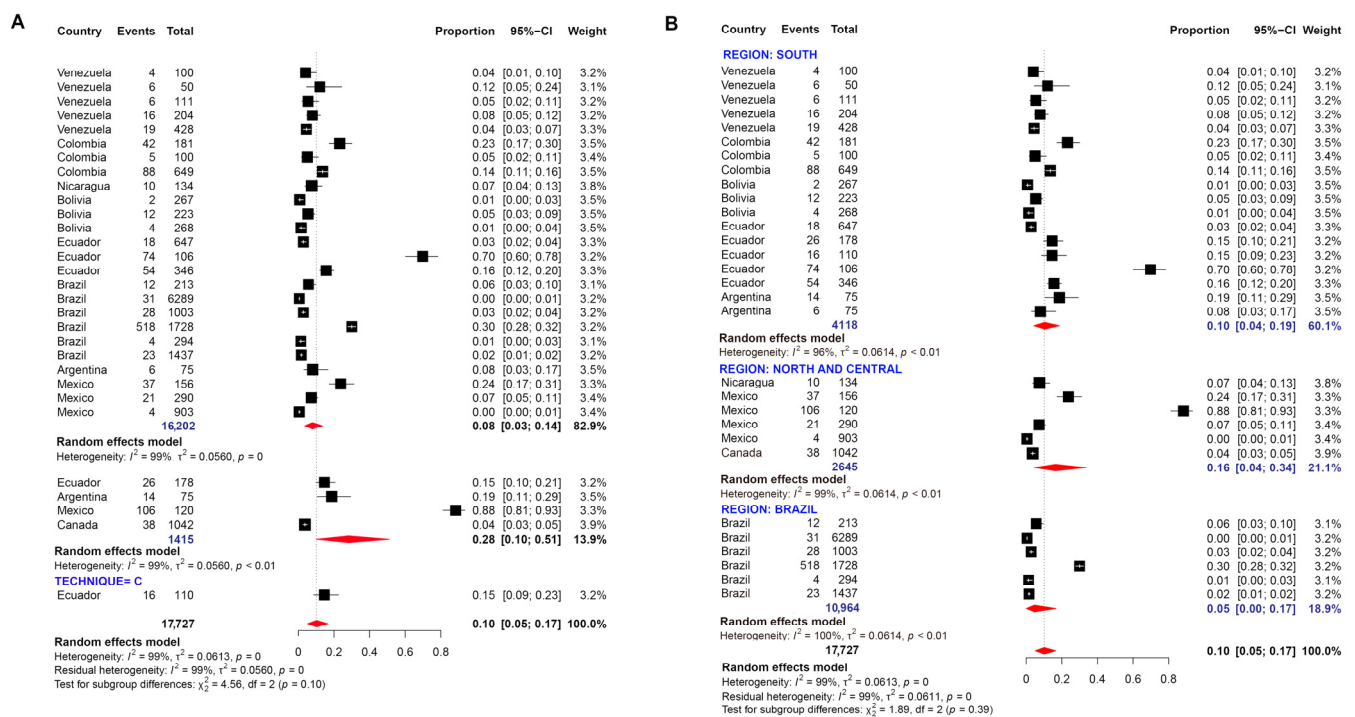 A
Country Events Total Proportion 95%−CI Weight
Venezuela 4 100 0.04 [0.01; 0.10] 3.2%
Venezuela 6 50 0.12 [0.05; 0.24] 3.1%
Venezuela 6 111 0.05 [0.02; 0.11] 3.2%
Venezuela 16 204 0.08 [0.05; 0.12] 3.2%
Venezuela 19 428 0.04 [0.03; 0.07] 3.3%
Colombia 42 181 0.23 [0.17; 0.30] 3.5%
Colombia 5 100 0.05 [0.02; 0.11] 3.4%
Colombia 88 649 0.14 [0.11; 0.16] 3.5%
Nicaragua 10 134 0.07 [0.04; 0.13] 3.8%
Bolivia 2 267 0.01 [0.00; 0.03] 3.5%
Bolivia 12 223 0.05 [0.03; 0.09] 3.5%
Bolivia 4 268 0.01 [0.00; 0.04] 3.5%
Ecuador 18 647 0.03 [0.02; 0.04] 3.3%
Ecuador 74 106 0.70 [0.60; 0.78] 3.2%
Ecuador 54 346 0.16 [0.12; 0.20] 3.3%
Brazil 12 213 0.06 [0.03; 0.10] 3.1%
Brazil 31 6289 0.00 [0.00; 0.01] 3.2%
Brazil 28 1003 0.03 [0.02; 0.04] 3.2%
Brazil 518 1728 0.30 [0.28; 0.32] 3.2%
Brazil 4 294 0.01 [0.00; 0.03] 3.1%
Brazil 23 1437 0.02 [0.01; 0.02] 3.2%
Argentina 6 75 0.08 [0.03; 0.17] 3.5%
Mexico 37 156 0.24 [0.17; 0.31] 3.3%
Mexico 21 290 0.07 [0.05; 0.11] 3.2%
Mexico 4 903 0.00 [0.00; 0.01] 3.4%
16,202 0.08 [0.03; 0.14] 82.9%
Random effects model
Heterogeneity: I² = 99% τ² = 0.0560, p = 0
Ecuador 26 178 0.15 [0.10; 0.21] 3.2%
Argentina 14 75 0.19 [0.11; 0.29] 3.5%
Mexico 106 120 0.88 [0.81; 0.93] 3.3%
Canada 38 1042 0.04 [0.03; 0.05] 3.9%
1415 0.28 [0.10; 0.51] 13.9%
Random effects model
Heterogeneity: I² = 99%, τ² = 0.0560, p < 0.01
TECHNIQUE= C
Ecuador 16 110 0.15 [0.09; 0.23] 3.2%
17,727 0.10 [0.05; 0.17] 100.0%
Random effects model
Heterogeneity: I² = 99%, τ² = 0.0613, p = 0
Residual heterogeneity: I² = 99%, τ² = 0.0560, p = 0
Test for subgroup differences: χ²₂ = 4.56, df = 2 (p = 0.10)
0 0.2 0.4 0.6 0.8
B
Country Events Total Proportion 95%−CI Weight
REGION: SOUTH
Venezuela 4 100 0.04 [0.01; 0.10] 3.2%
Venezuela 6 50 0.12 [0.05; 0.24] 3.1%
Venezuela 6 111 0.05 [0.02; 0.11] 3.2%
Venezuela 16 204 0.08 [0.05; 0.12] 3.2%
Venezuela 19 428 0.04 [0.03; 0.07] 3.3%
Colombia 42 181 0.23 [0.17; 0.30] 3.5%
Colombia 5 100 0.05 [0.02; 0.11] 3.4%
Colombia 88 649 0.14 [0.11; 0.16] 3.5%
Bolivia 2 267 0.01 [0.00; 0.03] 3.5%
Bolivia 12 223 0.05 [0.03; 0.09] 3.5%
Bolivia 4 268 0.01 [0.00; 0.04] 3.5%
Ecuador 18 647 0.03 [0.02; 0.04] 3.3%
Ecuador 26 178 0.15 [0.10; 0.21] 3.2%
Ecuador 16 110 0.15 [0.09; 0.23] 3.2%
Ecuador 74 106 0.70 [0.60; 0.78] 3.2%
Ecuador 54 346 0.16 [0.12; 0.20] 3.3%
Argentina 14 75 0.19 [0.11; 0.29] 3.5%
Argentina 6 75 0.08 [0.03; 0.17] 3.5%
4118 0.10 [0.04; 0.19] 60.1%
Random effects model
Heterogeneity: I² = 96%, τ² = 0.0614, p < 0.01
REGION: NORTH AND CENTRAL
Nicaragua 10 134 0.07 [0.04; 0.13] 3.8%
Mexico 37 156 0.24 [0.17; 0.31] 3.3%
Mexico 106 120 0.88 [0.81; 0.93] 3.3%
Mexico 21 290 0.07 [0.05; 0.11] 3.2%
Mexico 4 903 0.00 [0.00; 0.01] 3.4%
Canada 38 1042 0.04 [0.03; 0.05] 3.9%
2645 0.16 [0.04; 0.34] 21.1%
Random effects model
Heterogeneity: I² = 99%, τ² = 0.0614, p < 0.01
REGION: BRAZIL
Brazil 12 213 0.06 [0.03; 0.10] 3.1%
Brazil 31 6289 0.00 [0.00; 0.01] 3.2%
Brazil 28 1003 0.03 [0.02; 0.04] 3.2%
Brazil 518 1728 0.30 [0.28; 0.32] 3.2%
Brazil 4 294 0.01 [0.00; 0.03] 3.1%
Brazil 23 1437 0.02 [0.01; 0.02] 3.2%
10,964 0.05 [0.00; 0.17] 18.9%
Random effects model
Heterogeneity: I² = 100%, τ² = 0.0614, p < 0.01
17,727 0.10 [0.05; 0.17] 100.0%
Random effects model
Heterogeneity: I² = 99%, τ² = 0.0613, p = 0
Residual heterogeneity: I² = 99%, τ² = 0.0611, p = 0
Test for subgroup differences: χ²₂ = 1.89, df = 2 (p = 0.39)
0 0.2 0.4 0.6 0.8